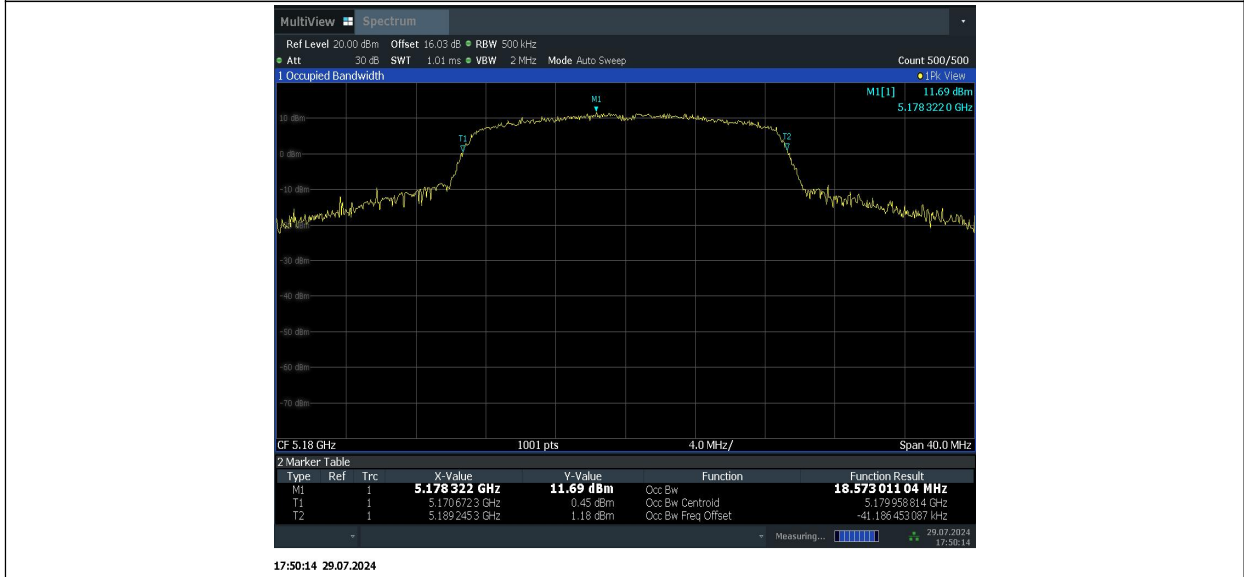 MultiView Spectrum
Ref Level 20.00 dBm Offset 16.03 dB RBW 500 kHz
Att 30 dB SWT 1.01 ms VBW 2 MHz Mode Auto Sweep Count 500/500
1 Occupied Bandwidth 1Pk View
M1[1] 11.69 dBm
5.178 322 0 GHz
M1
10 dBm
T1
T2
0 dBm
-10 dBm
-30 dBm
-40 dBm
-50 dBm
-60 dBm
-70 dBm
CF 5.18 GHz 1001 pts 4.0 MHz/ Span 40.0 MHz
2 Marker Table
Type Ref Trc X-Value Y-Value Function Function Result
M1 1 5.178 322 GHz 11.69 dBm Occ Bw 18.573 011 04 MHz
T1 1 5.170 672 3 GHz 0.45 dBm Occ Bw Centroid 5.179 958 814 GHz
T2 1 5.189 245 3 GHz 1.18 dBm Occ Bw Freq Offset -41.186 453 087 kHz
Measuring... 29.07.2024
17:50:14
17:50:14 29.07.2024